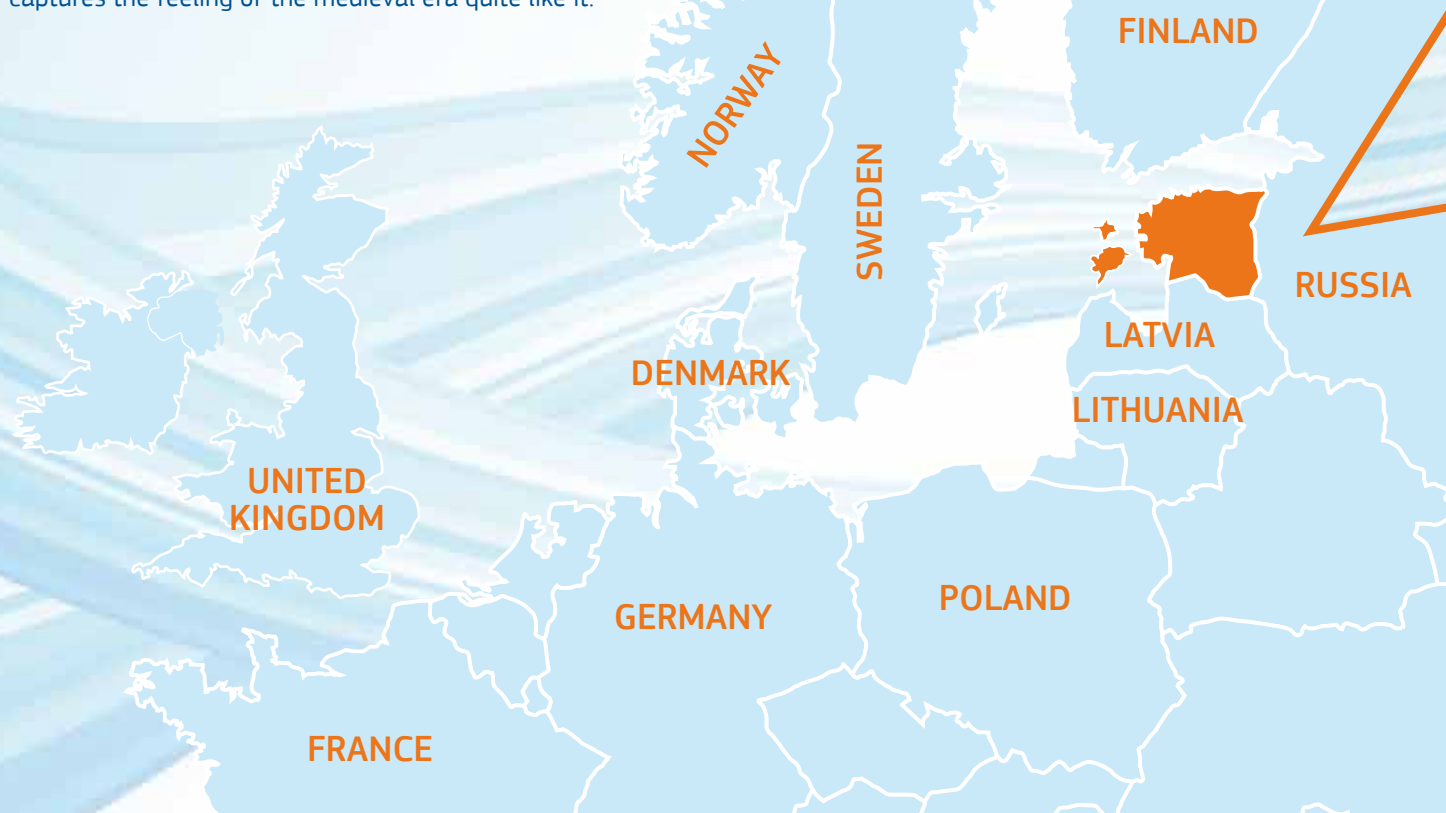 captures the feeling of the medieval era quite like it.
FINLAND
NORWAY
SWEDEN
RUSSIA
LATVIA
DENMARK
LITHUANIA
UNITED
KINGDOM
POLAND
GERMANY
FRANCE